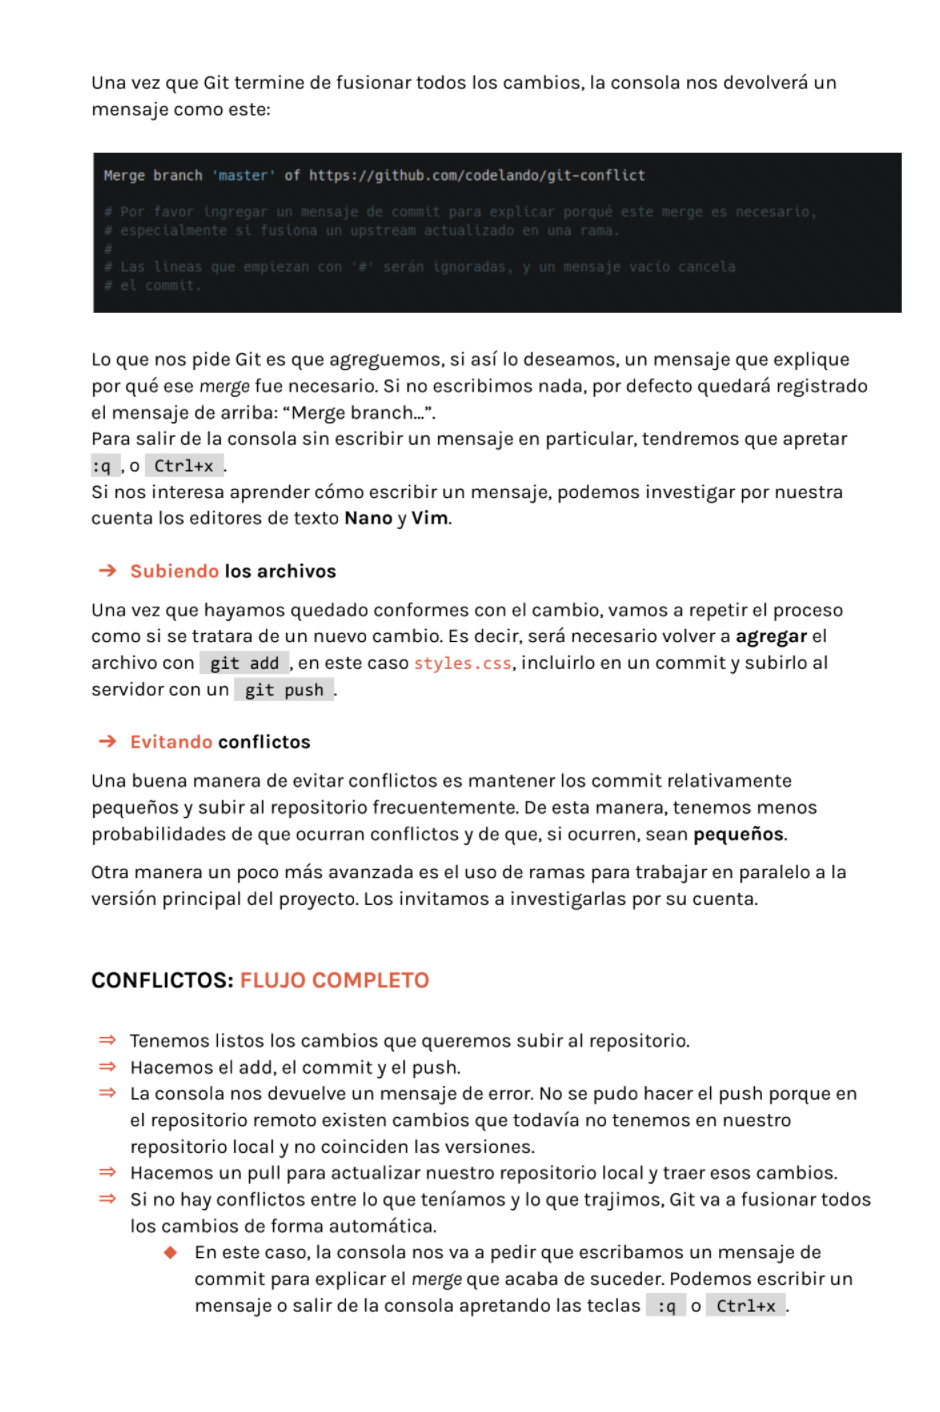 Una vez que Git termine de fusionar todos los cambios, la consola nos devolverá un
mensaje como este:
Merge branch 'master' of https://github.com/codelando/git-conflict
# Por favor ingregar un mensaje de commit para explicar porqué este merge es necesario,
# especialmente si fusiona un upstream actualizado en una rama.
#
# Las lineas que empiezan con '#' serán ignoradas, y un mensaje vacío cancela
# el commit.
Lo que nos pide Git es que agreguemos, si así lo deseamos, un mensaje que explique
por qué ese merge fue necesario. Si no escribimos nada, por defecto quedará registrado
el mensaje de arriba: “Merge branch…”.
Para salir de la consola sin escribir un mensaje en particular, tendremos que apretar
:q , o Ctrl+x .
Si nos interesa aprender cómo escribir un mensaje, podemos investigar por nuestra
cuenta los editores de texto Nano y Vim.
➔ Subiendo los archivos
Una vez que hayamos quedado conformes con el cambio, vamos a repetir el proceso
como si se tratara de un nuevo cambio. Es decir, será necesario volver a agregar el
archivo con git add , en este caso styles.css, incluirlo en un commit y subirlo al
servidor con un git push .
➔ Evitando conflictos
Una buena manera de evitar conflictos es mantener los commit relativamente
pequeños y subir al repositorio frecuentemente. De esta manera, tenemos menos
probabilidades de que ocurran conflictos y de que, si ocurren, sean pequeños.
Otra manera un poco más avanzada es el uso de ramas para trabajar en paralelo a la
versión principal del proyecto. Los invitamos a investigarlas por su cuenta.
CONFLICTOS: FLUJO COMPLETO
⇒ Tenemos listos los cambios que queremos subir al repositorio.
⇒ Hacemos el add, el commit y el push.
⇒ La consola nos devuelve un mensaje de error. No se pudo hacer el push porque en
el repositorio remoto existen cambios que todavía no tenemos en nuestro
repositorio local y no coinciden las versiones.
⇒ Hacemos un pull para actualizar nuestro repositorio local y traer esos cambios.
⇒ Si no hay conflictos entre lo que teníamos y lo que trajimos, Git va a fusionar todos
los cambios de forma automática.
◆ En este caso, la consola nos va a pedir que escribamos un mensaje de
commit para explicar el merge que acaba de suceder. Podemos escribir un
mensaje o salir de la consola apretando las teclas :q o Ctrl+x .